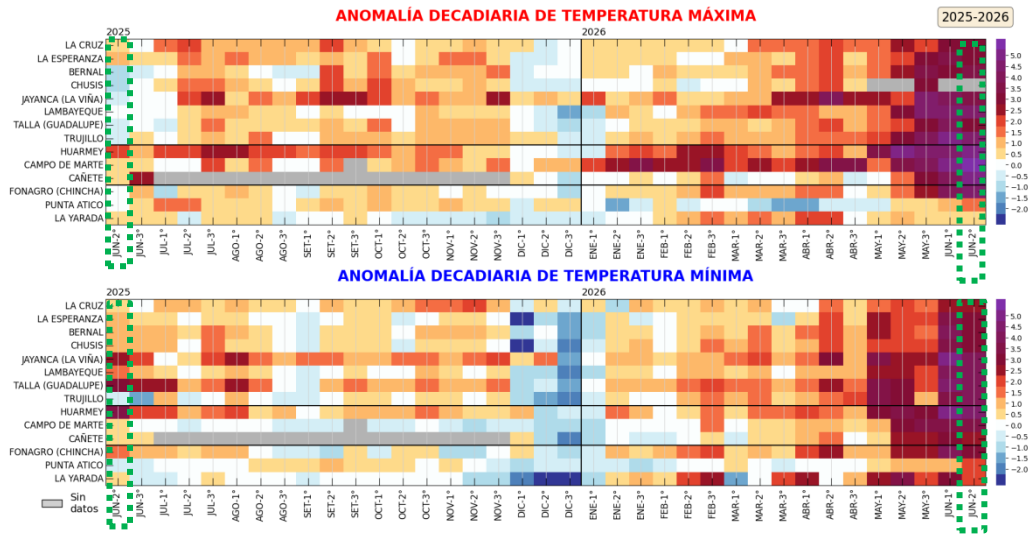 ANOMALÍA DECADIARIA DE TEMPERATURA MÁXIMA
2025-2026
2025
2026
LA CRUZ
LA ESPERANZA
BERNAL
CHUSIS
JAYANCA (LA VIÑA)
LAMBAYEQUE
TALLA (GUADALUPE)
TRUJILLO
HUARMEY
CAMPO DE MARTE
CAÑETE
FONAGRO (CHINCHA)
PUNTA ATICO
LA YARADA
5.0
4.5
4.0
3.5
3.0
2.5
2.0
1.5
1.0
0.5
0.0
−0.5
−1.0
−1.5
−2.0
JUN-2°
JUN-3°
JUL-1°
JUL-2°
JUL-3°
AGO-1°
AGO-2°
AGO-3°
SET-1°
SET-2°
SET-3°
OCT-1°
OCT-2°
OCT-3°
NOV-1°
NOV-2°
NOV-3°
DIC-1°
DIC-2°
DIC-3°
ENE-1°
ENE-2°
ENE-3°
FEB-1°
FEB-2°
FEB-3°
MAR-1°
MAR-2°
MAR-3°
ABR-1°
ABR-2°
ABR-3°
MAY-1°
MAY-2°
MAY-3°
JUN-1°
JUN-2°
ANOMALÍA DECADIARIA DE TEMPERATURA MÍNIMA
2025
2026
LA CRUZ
LA ESPERANZA
BERNAL
CHUSIS
JAYANCA (LA VIÑA)
LAMBAYEQUE
TALLA (GUADALUPE)
TRUJILLO
HUARMEY
CAMPO DE MARTE
CAÑETE
FONAGRO (CHINCHA)
PUNTA ATICO
LA YARADA
5.0
4.5
4.0
3.5
3.0
2.5
2.0
1.5
1.0
0.5
0.0
−0.5
−1.0
−1.5
−2.0
Sin
datos
JUN-2°
JUN-3°
JUL-1°
JUL-2°
JUL-3°
AGO-1°
AGO-2°
AGO-3°
SET-1°
SET-2°
SET-3°
OCT-1°
OCT-2°
OCT-3°
NOV-1°
NOV-2°
NOV-3°
DIC-1°
DIC-2°
DIC-3°
ENE-1°
ENE-2°
ENE-3°
FEB-1°
FEB-2°
FEB-3°
MAR-1°
MAR-2°
MAR-3°
ABR-1°
ABR-2°
ABR-3°
MAY-1°
MAY-2°
MAY-3°
JUN-1°
JUN-2°